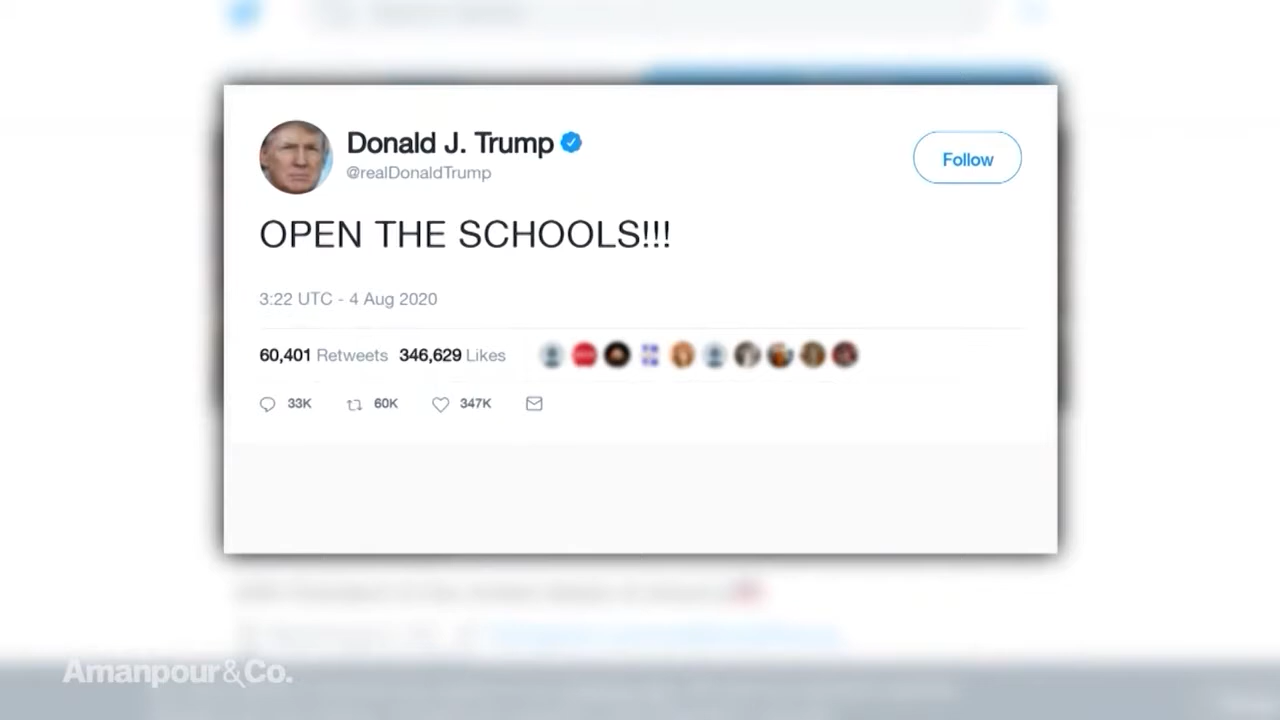 Donald J. Trump
@realDonaldTrump
Follow
OPEN THE SCHOOLS!!!
3:22 UTC - 4 Aug 2020
60,401 Retweets 346,629 Likes
33K 60K 347K
Amanpour&Co.